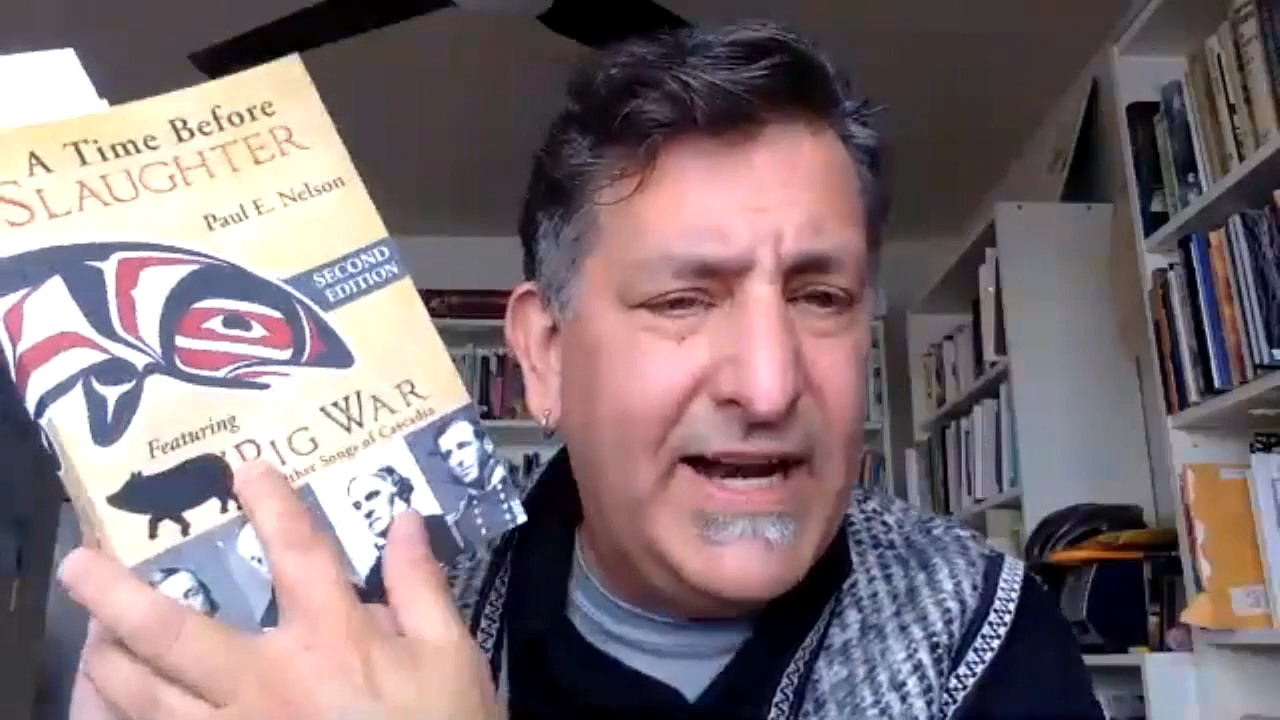 A Time Before
SLAUGHTER
Paul E. Nelson
SECOND
EDITION
Featuring
PIG WAR
Other Songs of Cascadia